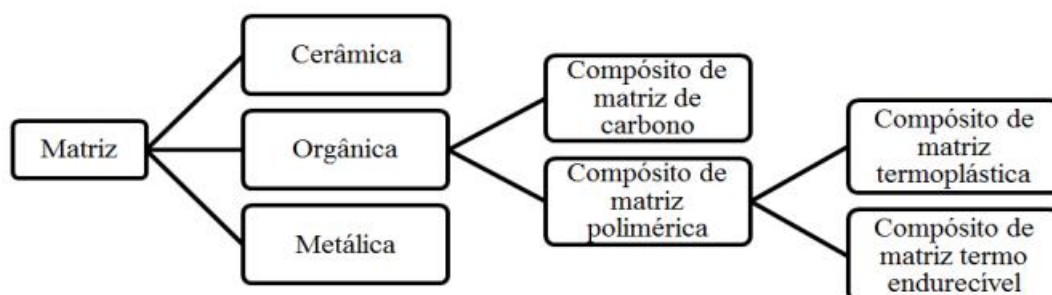 Matriz
Cerâmica
Orgânica
Metálica
Compósito de
matriz de
carbono
Compósito de
matriz
polimérica
Compósito de
matriz
termoplástica
Compósito de
matriz termo
endurecível